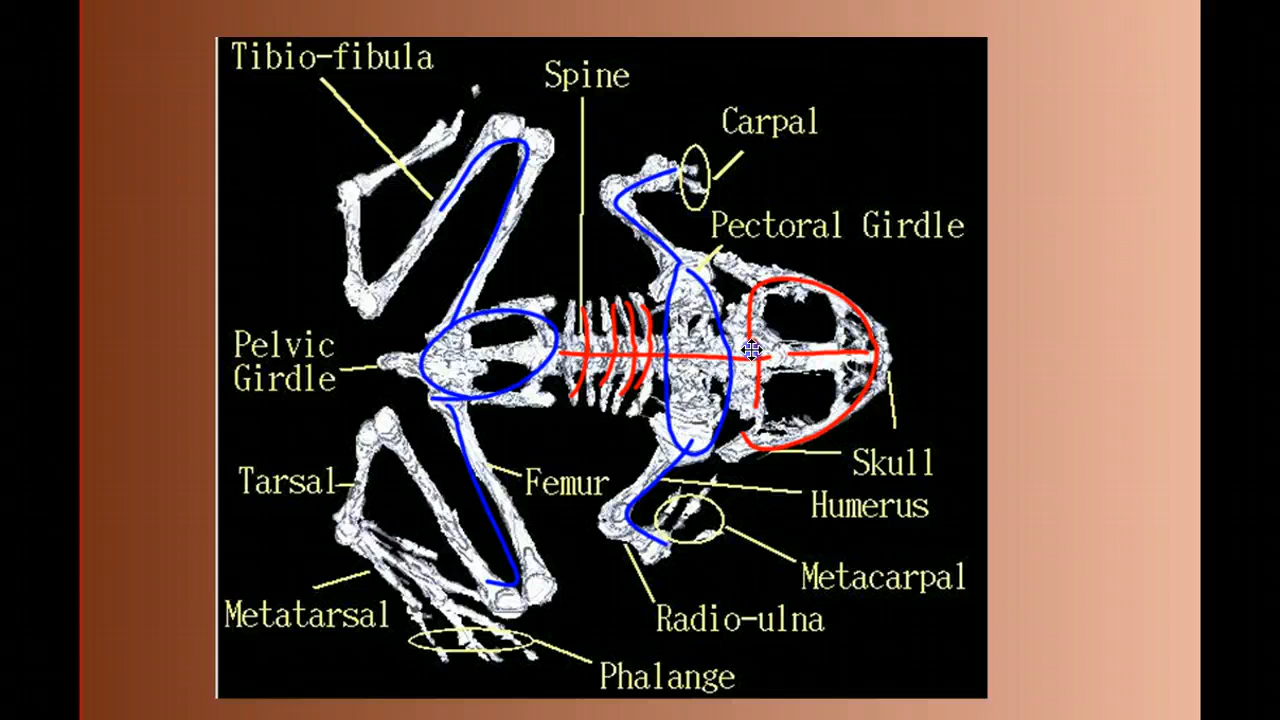 Tibio-fibula
Spine
Carpal
Pectoral Girdle
Pelvic
Girdle
Skull
Tarsal
Femur
Humerus
Metacarpal
Metatarsal
Radio-ulna
Phalange